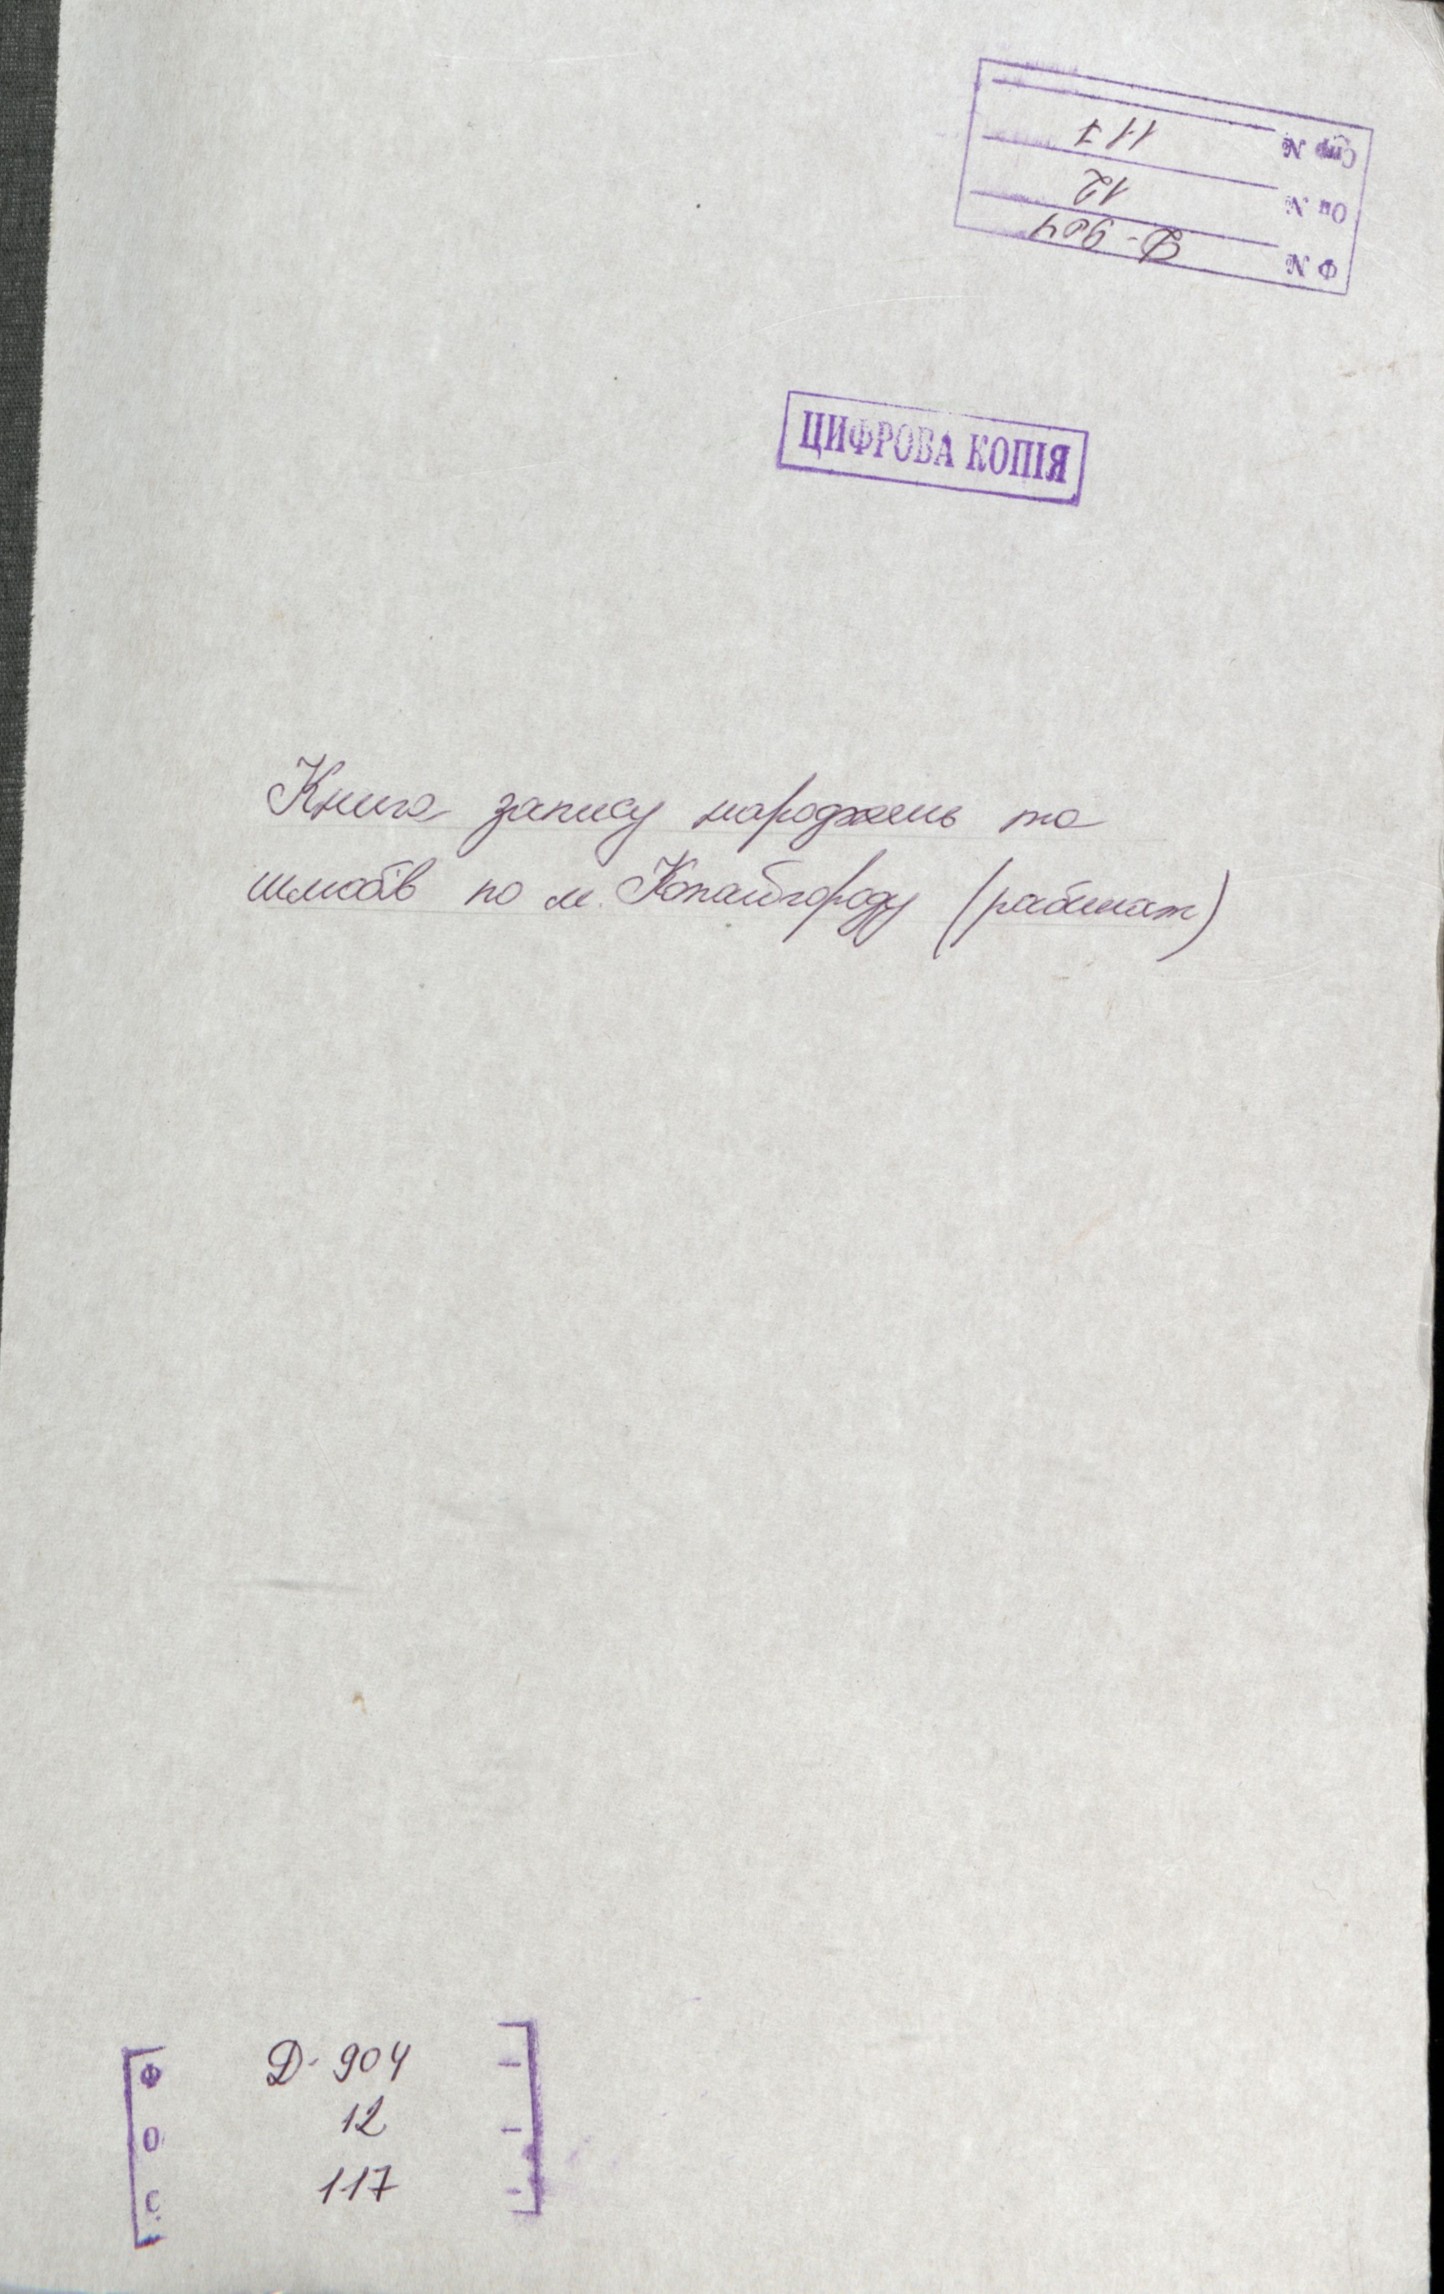 Ф № Д-904
Оп № 12
Спр № 117
ЦИФРОВА КОПІЯ
Книга запису народжень та
шлюбів по м. Копайгороду (рабинат)
Ф Д-904
О 12
С 117